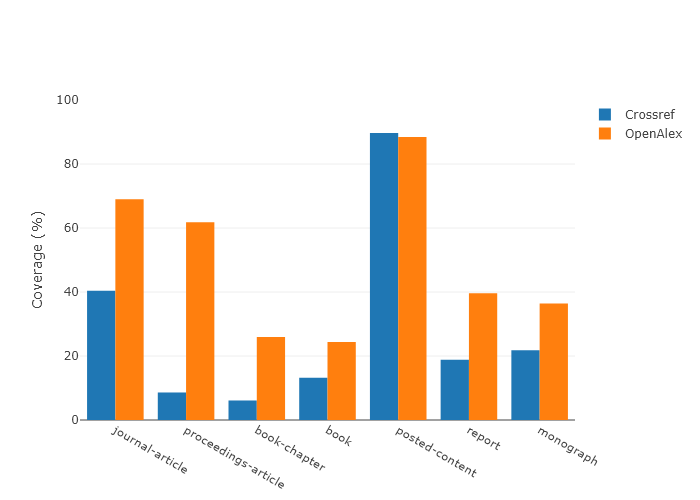 100
80
60
40
20
0
Coverage (%)
journal-article
proceedings-article
book-chapter
book
posted-content
report
monograph
Crossref
OpenAlex